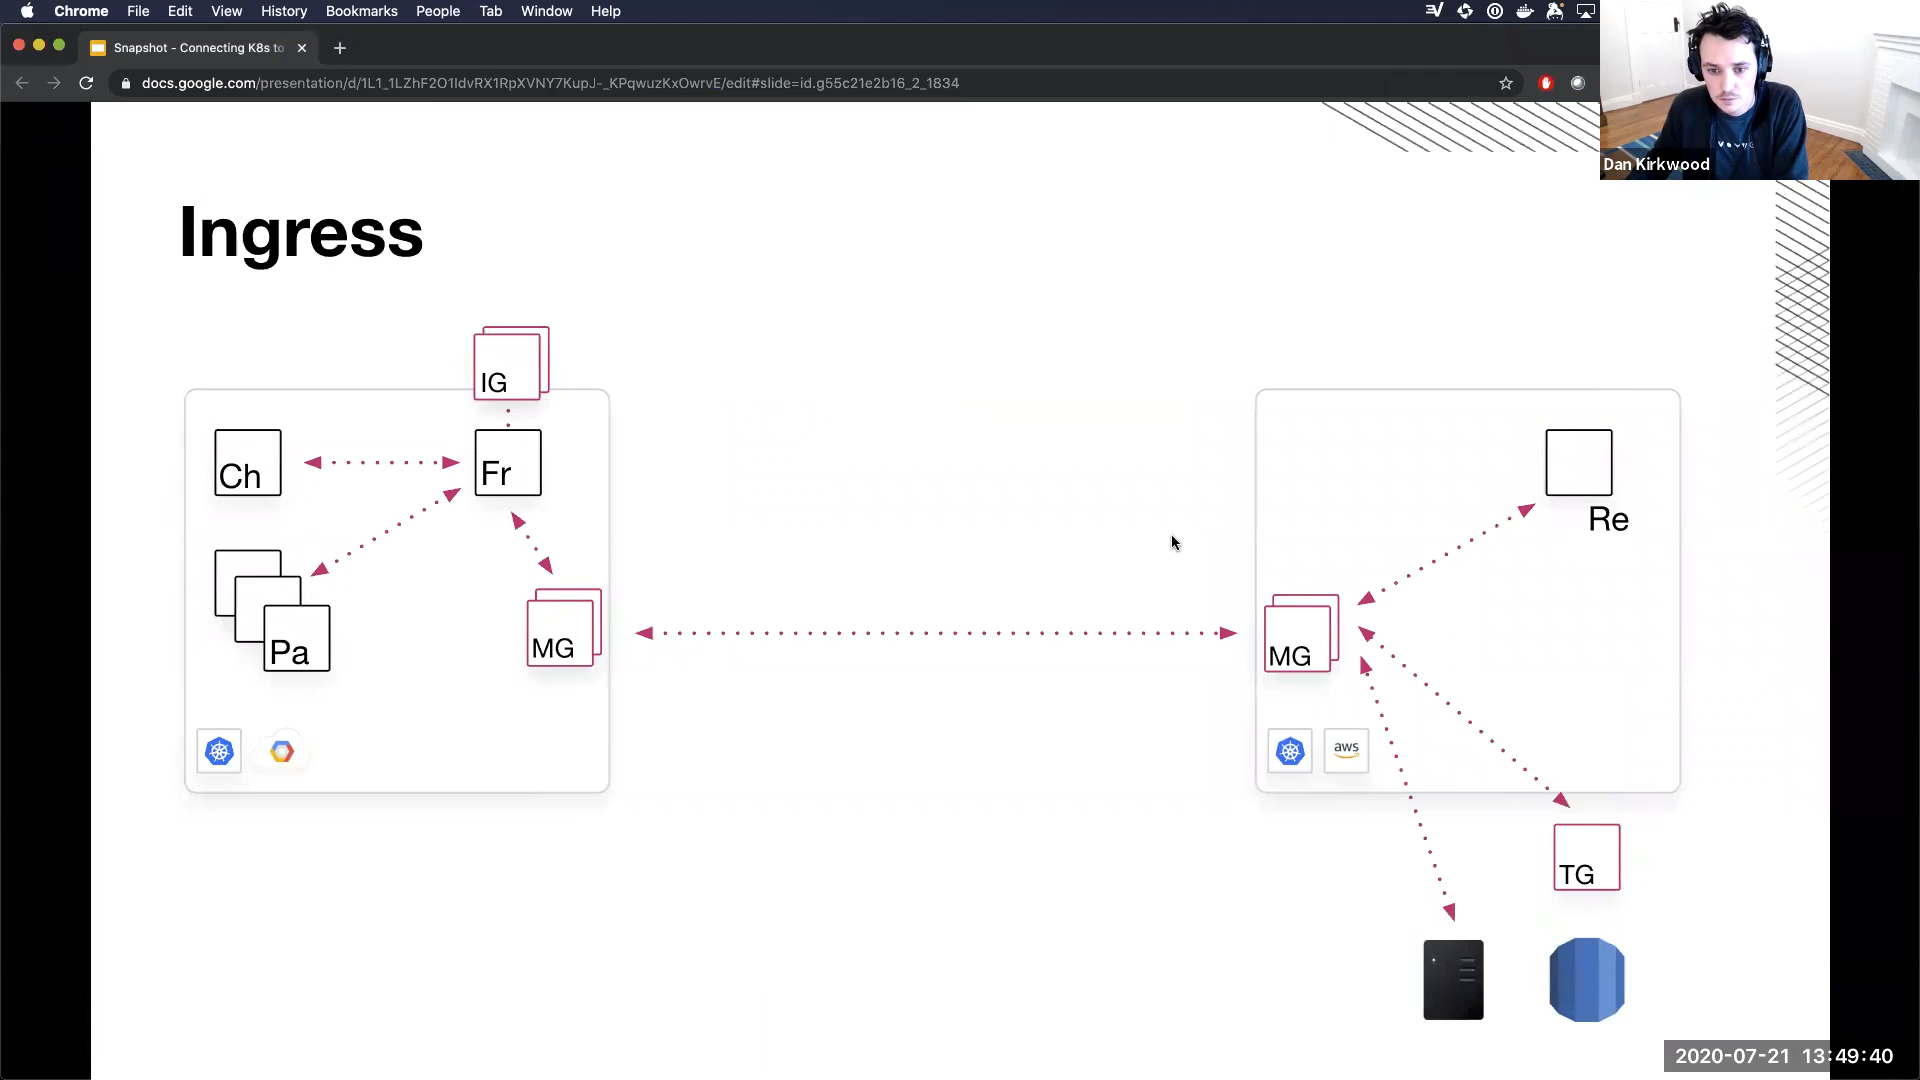 Chrome File Edit View History Bookmarks People Tab Window Help
Snapshot - Connecting K8s to
docs.google.com/presentation/d/1L1_1LZhF2O1IdvRX1RpXVNY7KupJ-_KPqwuzKxOwrvE/edit#slide=id.g55c21e2b16_2_1834
Dan Kirkwood
Ingress
IG
Ch
Fr
Re
Pa
MG
MG
aws
TG
2020-07-21 13:49:40